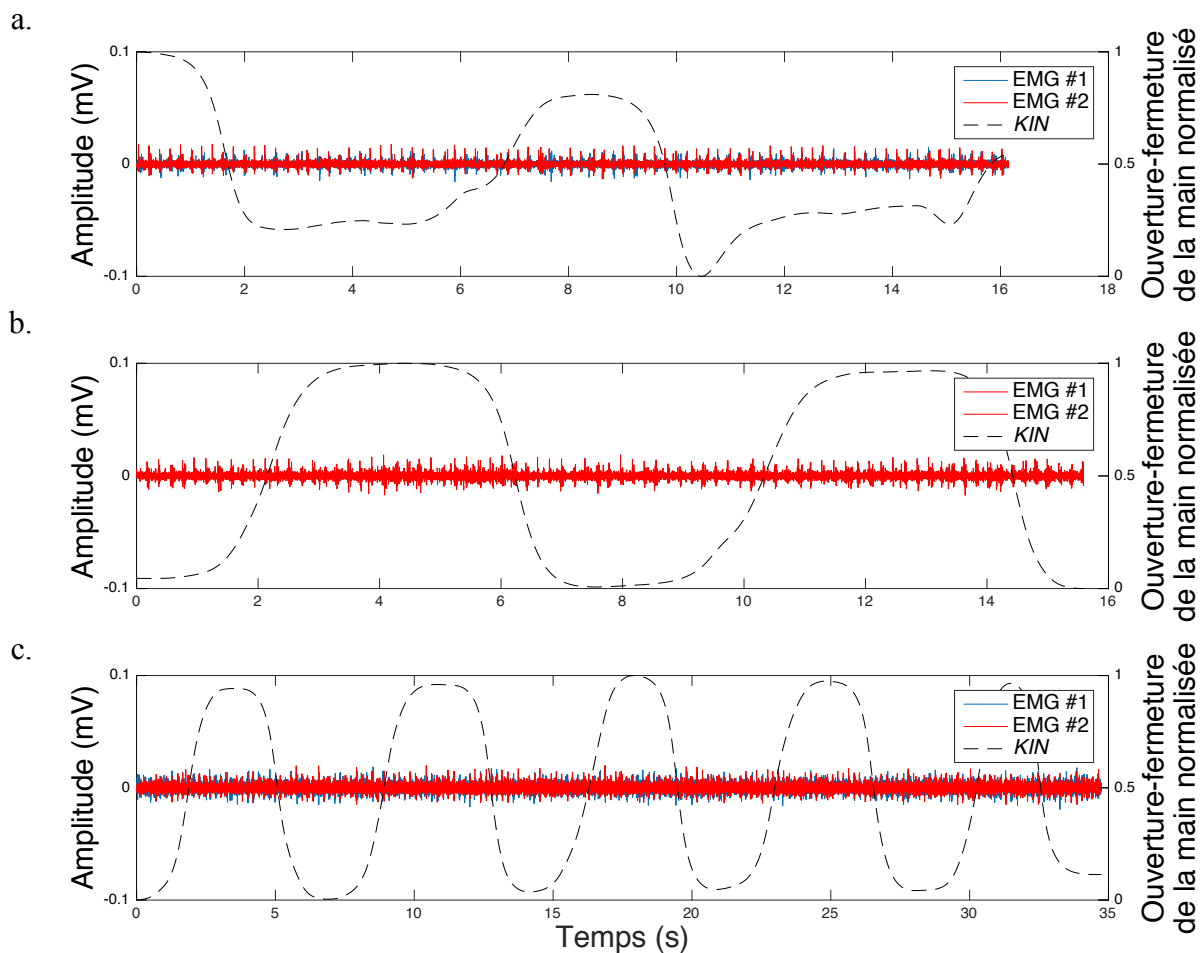 a.
Amplitude (mV)
0.1
0
-0.1
EMG #1
EMG #2
KIN
1
0.5
0
Ouverture-fermeture
de la main normalisé
0 2 4 6 8 10 12 14 16 18
b.
Amplitude (mV)
0.1
0
-0.1
EMG #1
EMG #2
KIN
1
0.5
0
Ouverture-fermeture
de la main normalisée
0 2 4 6 8 10 12 14 16
c.
Amplitude (mV)
0.1
0
-0.1
EMG #1
EMG #2
KIN
1
0.5
0
Ouverture-fermeture
de la main normalisée
0 5 10 15 20 25 30 35
Temps (s)